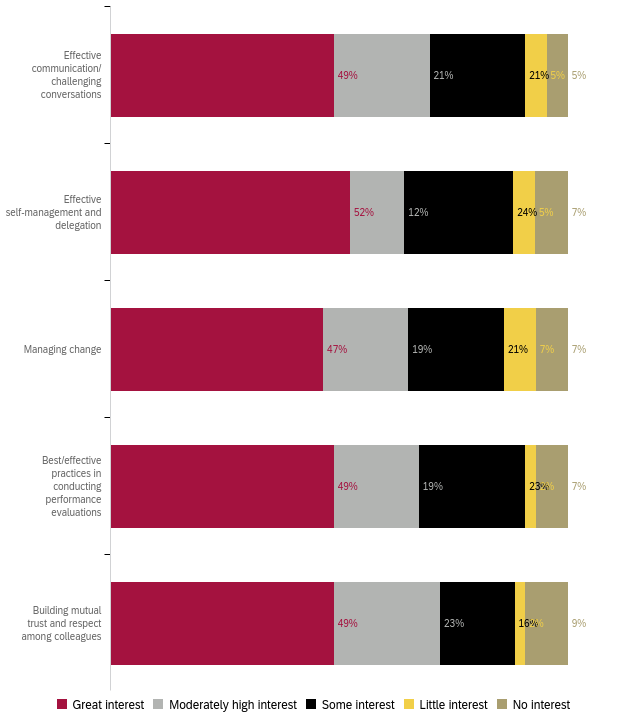 Effective
communication/
challenging
conversations
49%
21%
21%
5%
5%
Effective
self-management and
delegation
52%
12%
24%
5%
7%
Managing change
47%
19%
21%
7%
7%
Best/effective
practices in
conducting
performance
evaluations
49%
19%
23%
7%
Building mutual
trust and respect
among colleagues
49%
23%
16%
9%
Great interest
Moderately high interest
Some interest
Little interest
No interest